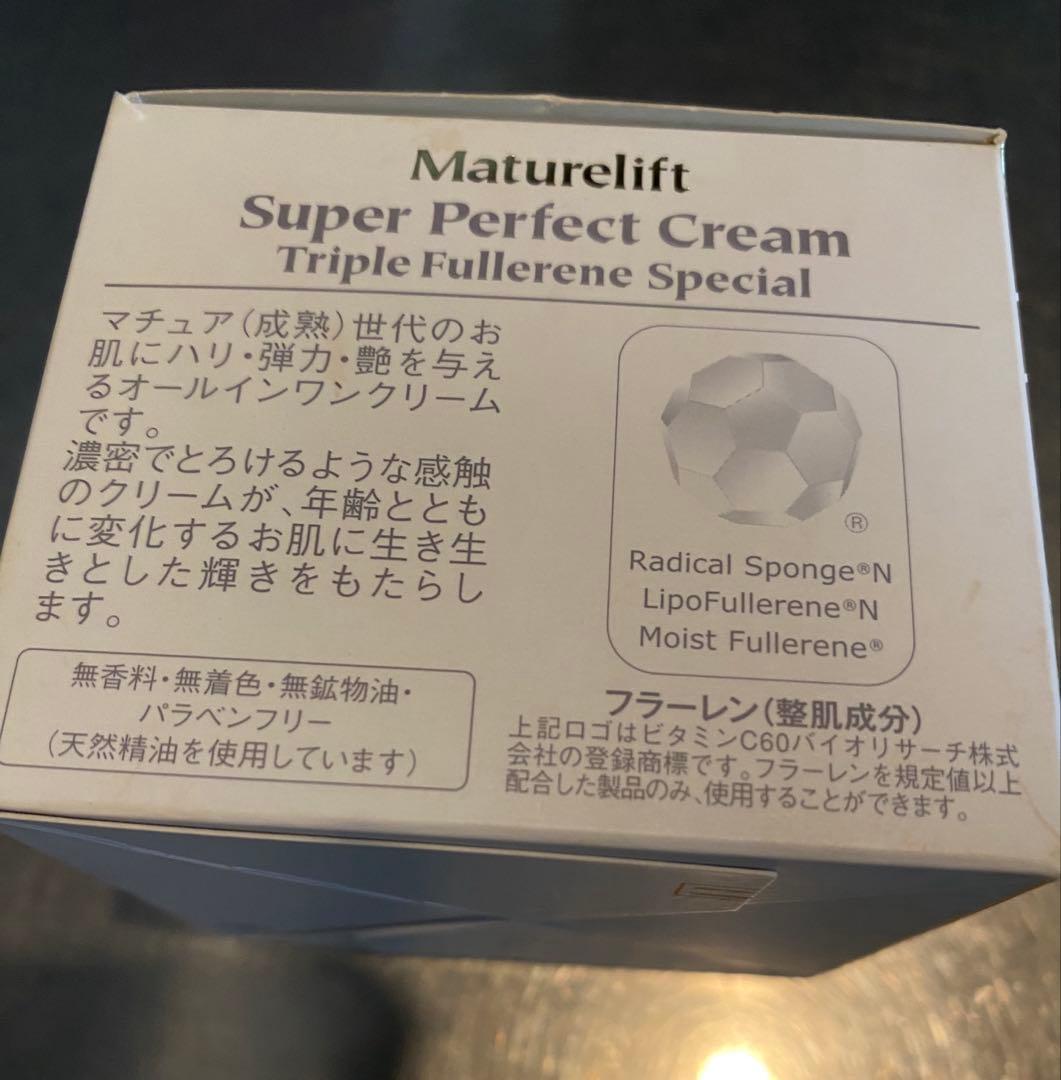 Maturelift
Super Perfect Cream
Triple Fullerene Special
マチュア(成熟)世代のお
肌にハリ・弾力・艶を与え
るオールインワンクリーム
です。
濃密でとろけるような感触
のクリームが、年齢ととも
に変化するお肌に生き生
きとした輝きをもたらし
ます。
無香料・無着色・無鉱物油・
パラベンフリー
(天然精油を使用しています)
®
Radical Sponge®N
LipoFullerene®N
Moist Fullerene®
フラーレン(整肌成分)
上記ロゴはビタミンC60バイオリサーチ株式
会社の登録商標です。フラーレンを規定値以上
配合した製品のみ、使用することができます。